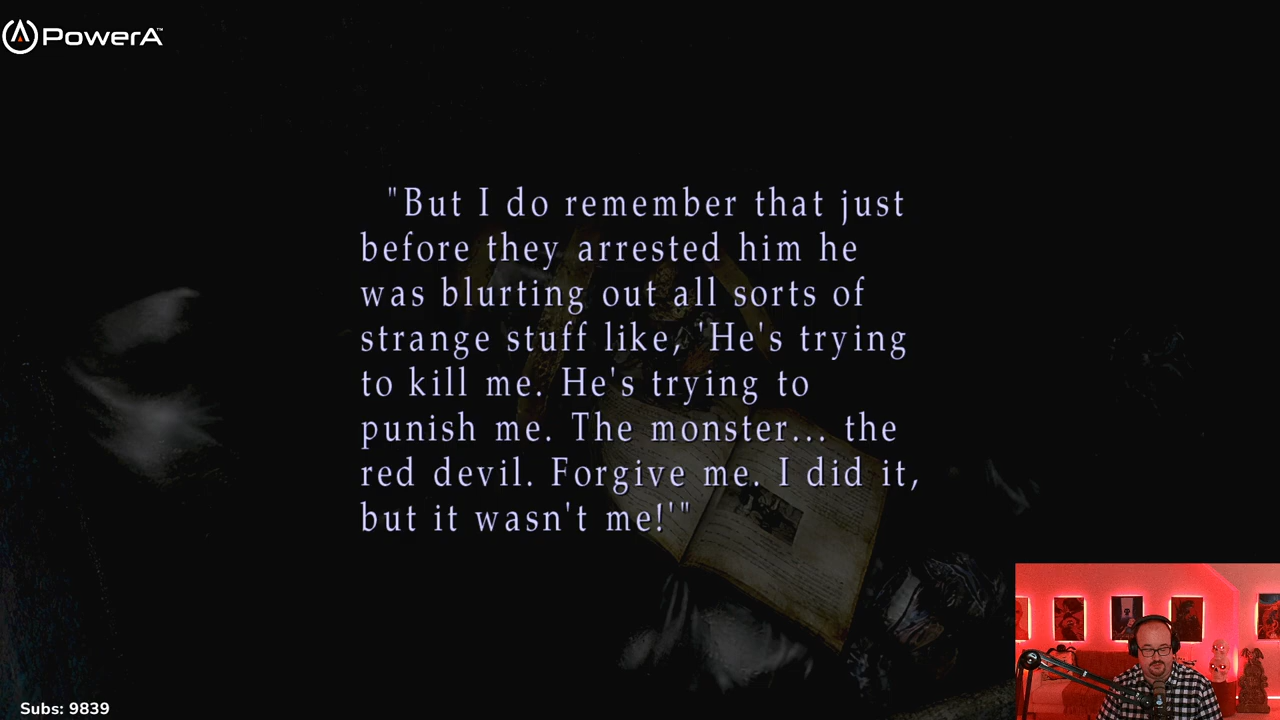 PowerA™
"But I do remember that just
before they arrested him he
was blurting out all sorts of
strange stuff like, 'He's trying
to kill me. He's trying to
punish me. The monster... the
red devil. Forgive me. I did it,
but it wasn't me!'"
Subs: 9839